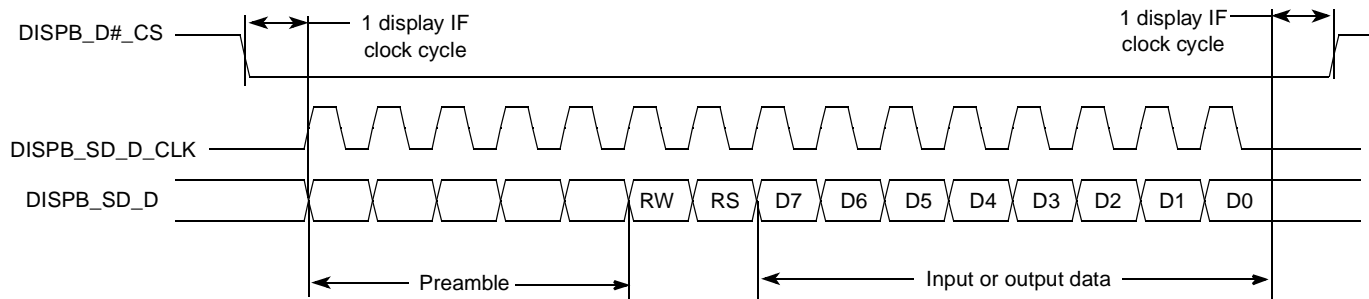 1 display IF
clock cycle
1 display IF
clock cycle
DISPB_D#_CS
DISPB_SD_D_CLK
DISPB_SD_D
RW RS D7 D6 D5 D4 D3 D2 D1 D0
Preamble
Input or output data